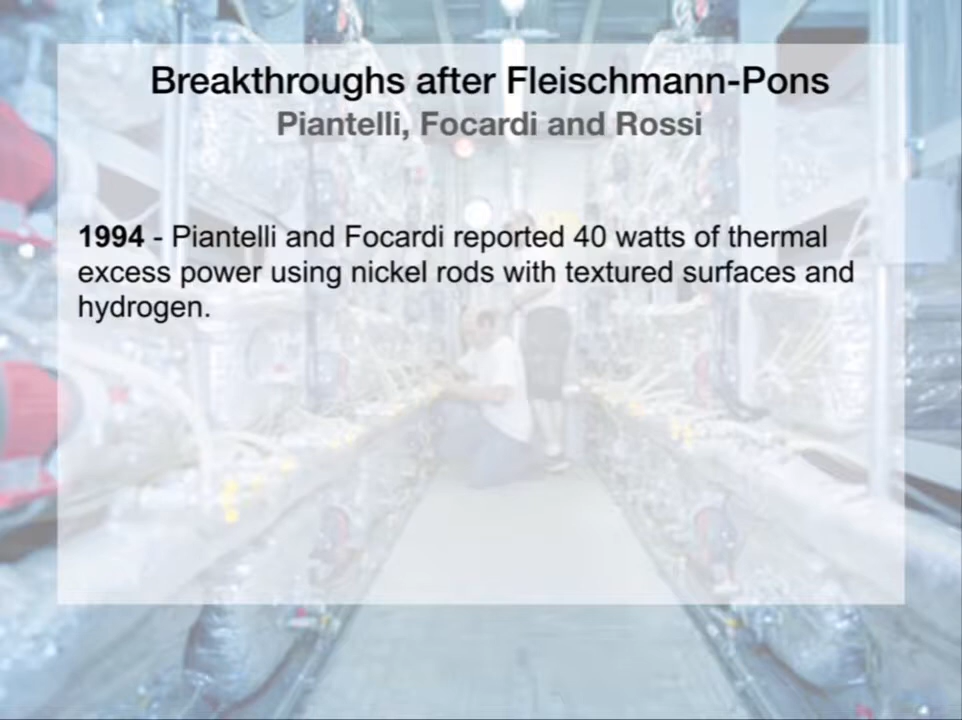 Breakthroughs after Fleischmann-Pons
Piantelli, Focardi and Rossi
1994 - Piantelli and Focardi reported 40 watts of thermal
excess power using nickel rods with textured surfaces and
hydrogen.